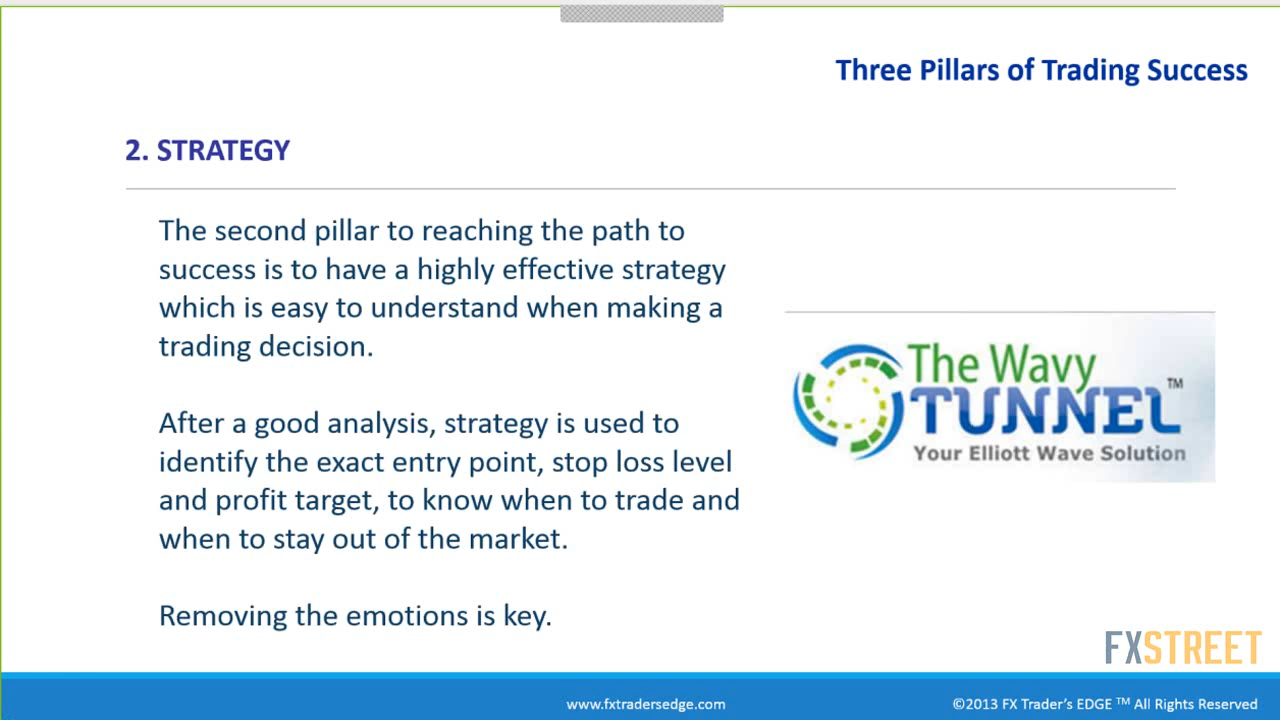 Three Pillars of Trading Success
2. STRATEGY
The second pillar to reaching the path to
success is to have a highly effective strategy
which is easy to understand when making a
trading decision.
After a good analysis, strategy is used to
identify the exact entry point, stop loss level
and profit target, to know when to trade and
when to stay out of the market.
Removing the emotions is key.
The Wavy
TUNNEL™
Your Elliott Wave Solution
FXSTREET
www.fxtradersedge.com
©2013 FX Trader’s EDGE ™ All Rights Reserved